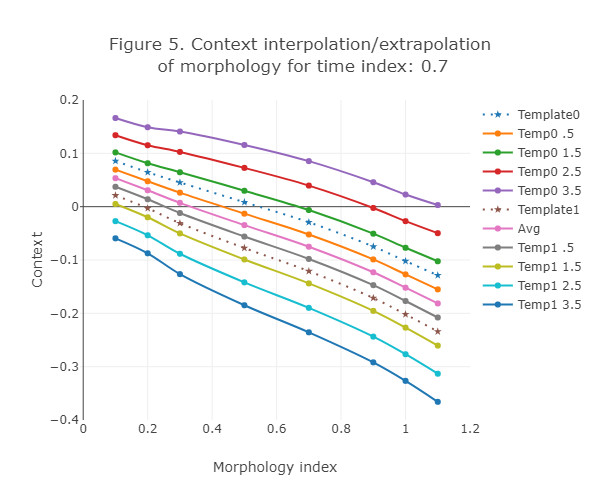 Figure 5. Context interpolation/extrapolation
of morphology for time index: 0.7
0.2
0.1
0
−0.1
−0.2
−0.3
−0.4
0
0.2
0.4
0.6
0.8
1
1.2
Context
Morphology index
Template0
Temp0 .5
Temp0 1.5
Temp0 2.5
Temp0 3.5
Template1
Avg
Temp1 .5
Temp1 1.5
Temp1 2.5
Temp1 3.5